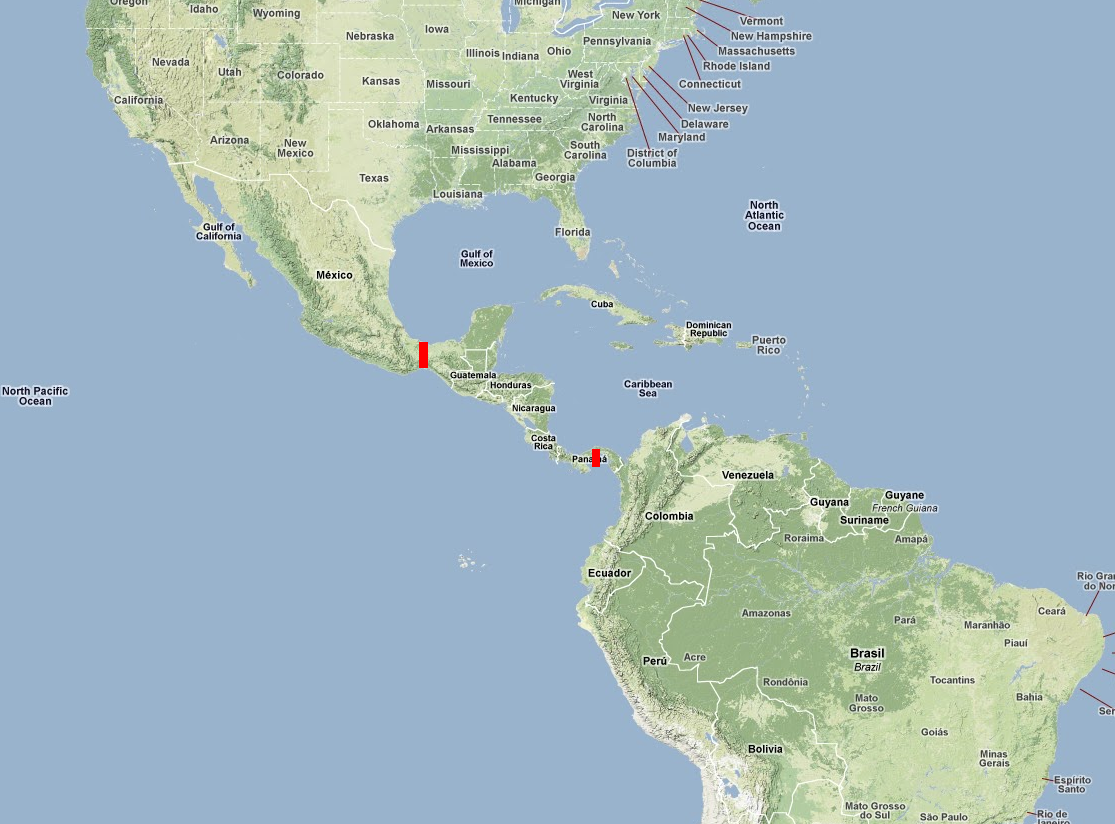 Oregon
Idaho
Wyoming
Michigan
New York
Vermont
New Hampshire
Massachusetts
Rhode Island
Connecticut
Nebraska
Iowa
Illinois
Indiana
Ohio
Pennsylvania
Nevada
Utah
Colorado
Kansas
Missouri
West
Virginia
Kentucky
Virginia
New Jersey
Delaware
Maryland
District of
Columbia
California
Arizona
New
Mexico
Oklahoma
Arkansas
Tennessee
North
Carolina
South
Carolina
Mississippi
Alabama
Georgia
Texas
Louisiana
Florida
Gulf of
California
Gulf of
Mexico
North
Atlantic
Ocean
México
Cuba
Dominican
Republic
Puerto
Rico
Guatemala
Honduras
Nicaragua
Caribbean
Sea
North Pacific
Ocean
Costa
Rica
Panamá
Venezuela
Colombia
Guyana
Guyane
French Guiana
Suriname
Roraima
Amapá
Ecuador
Amazonas
Pará
Maranhão
Ceará
Rio Gran
do Nor
Piauí
Perú
Acre
Brasil
Brazil
Rondônia
Tocantins
Mato
Grosso
Bahia
Ser
Goiás
Bolivia
Minas
Gerais
Espírito
Santo
Mato Grosso
do Sul
São Paulo
Rio de
Janeiro